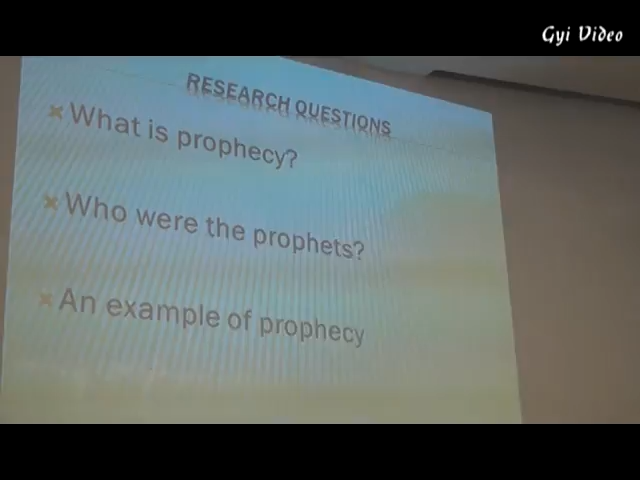 Gyi Video
RESEARCH QUESTIONS
What is prophecy?
Who were the prophets?
An example of prophecy